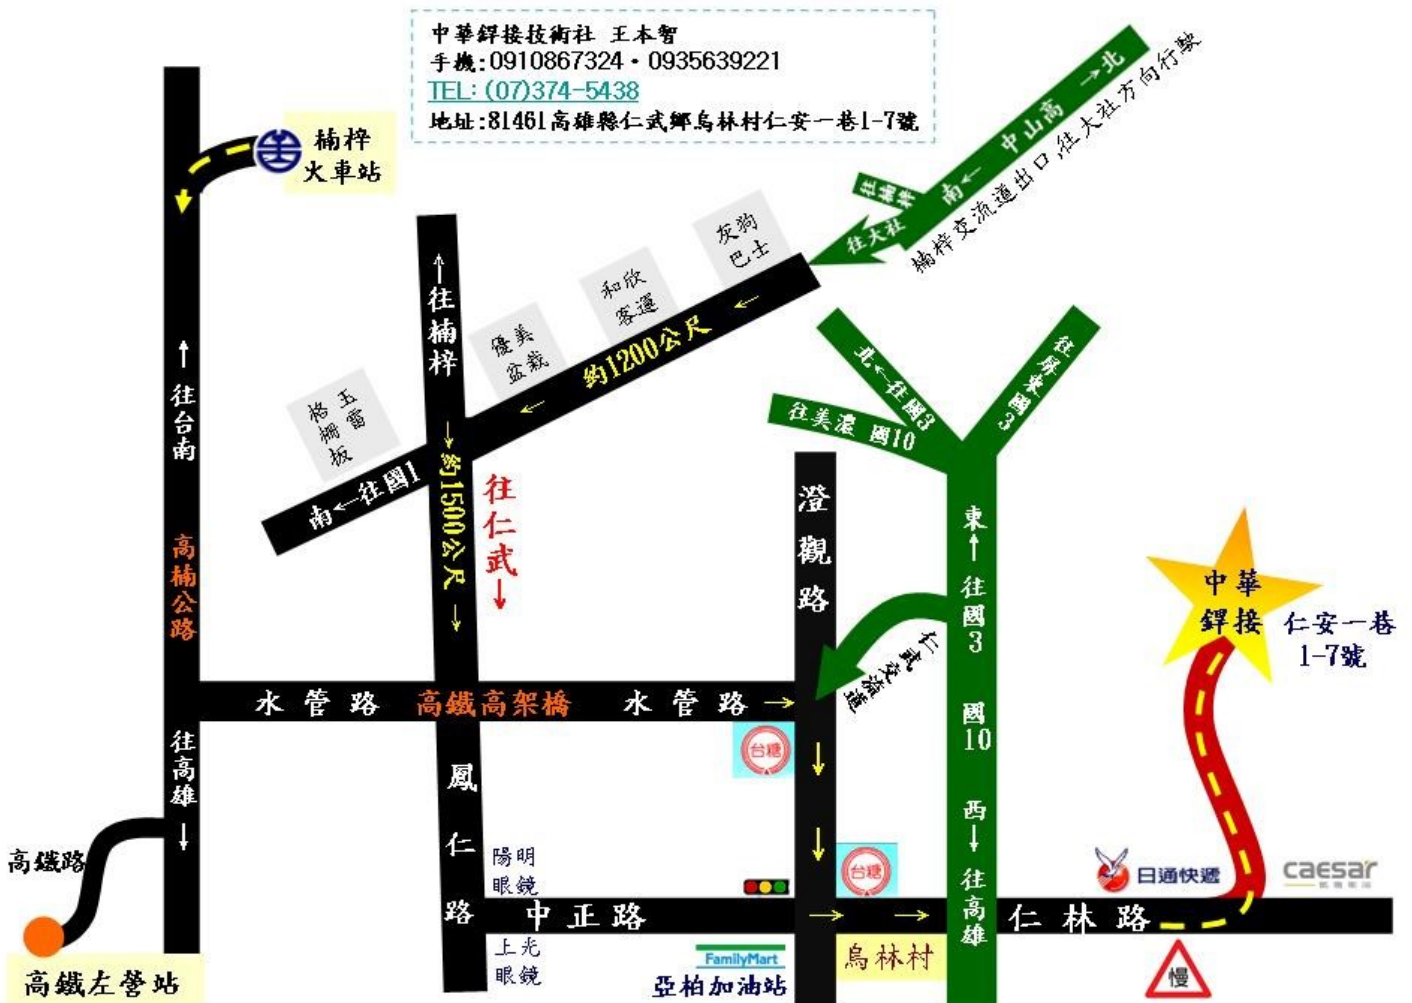 中華銲接技術社 王本智
手機:0910867324・0935639221
TEL: (07)374-5438
地址:81461高雄縣仁武鄉烏林村仁安一巷1-7號
楠梓
火車站
南← 中山高 →北
往楠梓
往大社
楠梓交流道出口,往大社方向行駛
灰狗
巴士
和欣
客運
優美
盆栽
玉雷
格柵板
←往楠梓
← 約1200公尺 ←
南←往國1
→約1500公尺→
往仁武↓
→往台南
高楠公路
往高雄→
北←往國3
往屏東國3
往美濃 國10
澄觀路
東←往國3
國10
西→往高雄
仁武交流道
中華
銲接
仁安一巷
1-7號
水管路 高鐵高架橋 水管路→
台糖
鳳仁路
陽明
眼鏡
上光
眼鏡
中正路
台糖
→ →
仁林路
日通快遞
caesar
高鐵路
高鐵左營站
FamilyMart
亞柏加油站
烏林村
慢